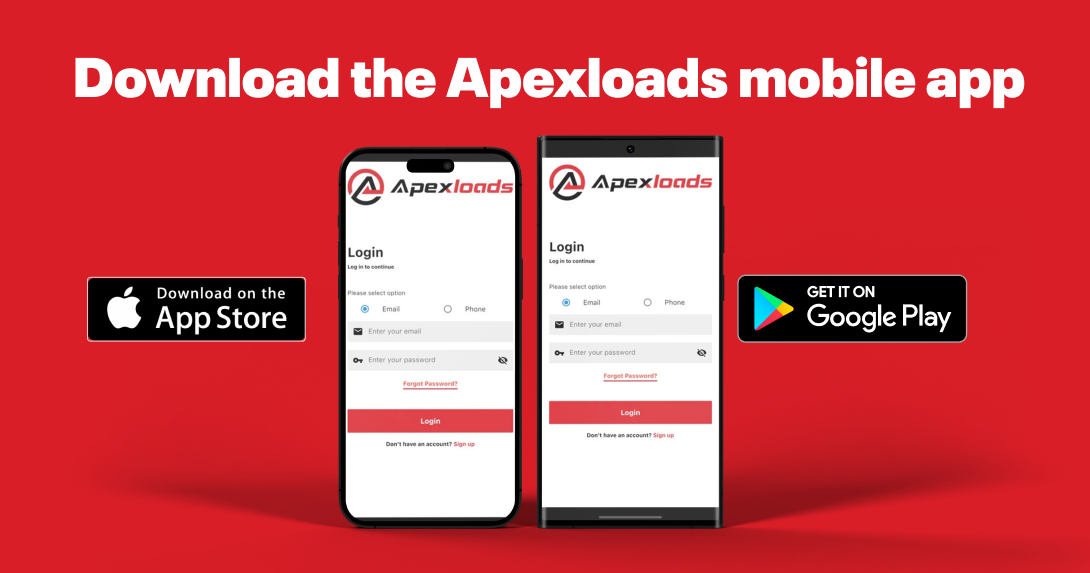 Download the Apexloads mobile app
Download on the
App Store
Apexloads
Login
Log in to continue
Please select option
Email Phone
Enter your email
Enter your password
Forgot Password?
Login
Don't have an account? Sign up
Apexloads
Login
Log in to continue
Please select option
Email Phone
Enter your email
Enter your password
Forgot Password?
Login
Don't have an account? Sign up
GET IT ON
Google Play